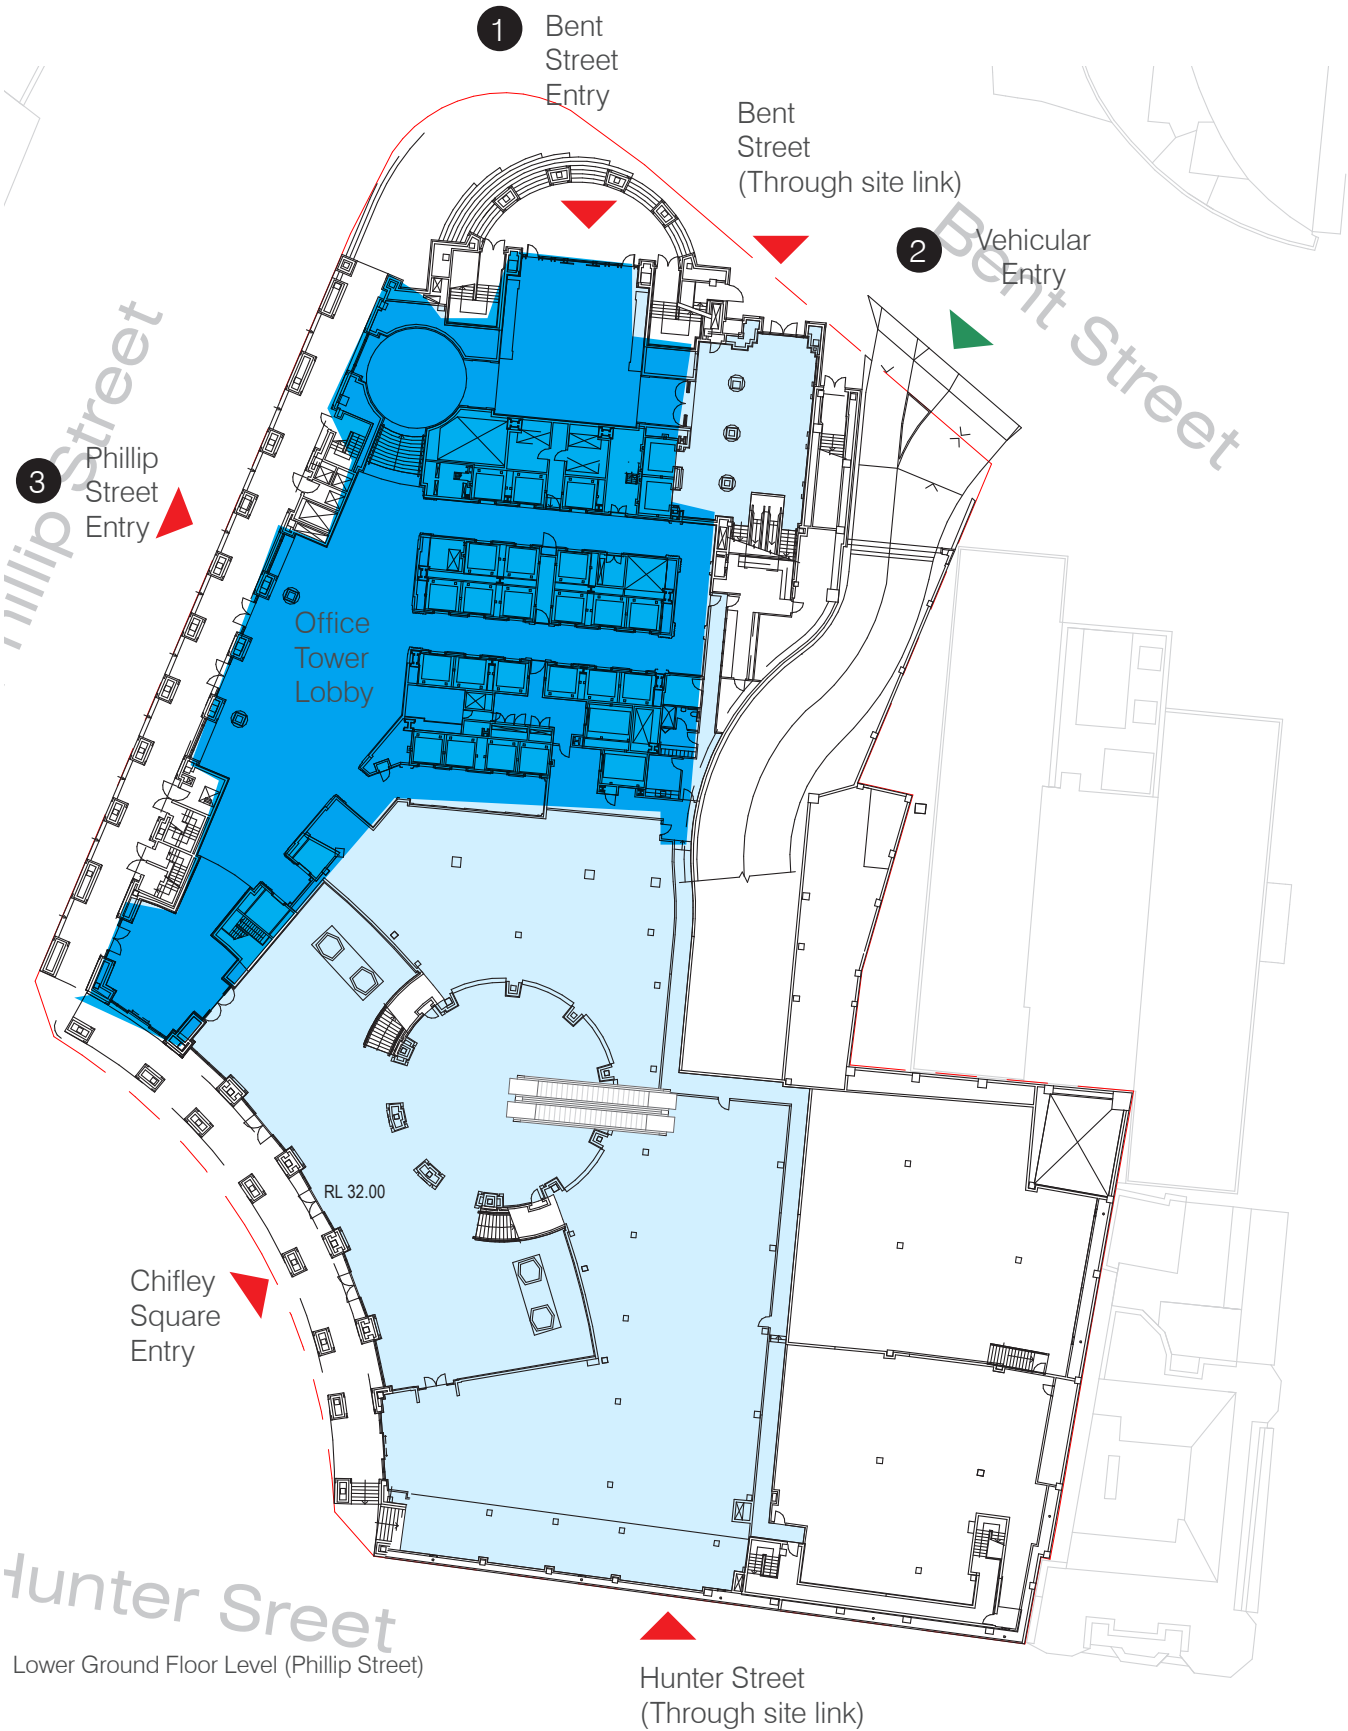 1
Bent
Street
Entry
Bent
Street
(Through site link)
2
Vehicular
Entry
Bent Street
3
Phillip
Street
Entry
hillip Street
Office
Tower
Lobby
RL 32.00
Chifley
Square
Entry
Hunter Sreet
Lower Ground Floor Level (Phillip Street)
Hunter Street
(Through site link)